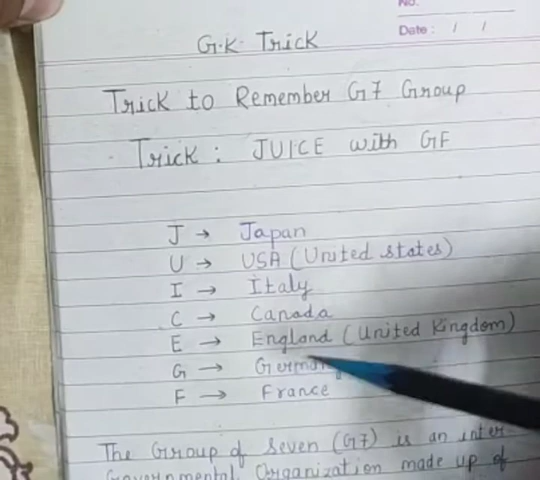 No.
Date : / /
G.K. Trick
Trick to Remember G7 Group
Trick : JUICE with GF
J → Japan
U → USA (United states)
I → Italy
C → Canada
E → England (United Kingdom)
G → Germany
F → France
The Group of Seven (G7) is an inter
Governmental Organization made up of